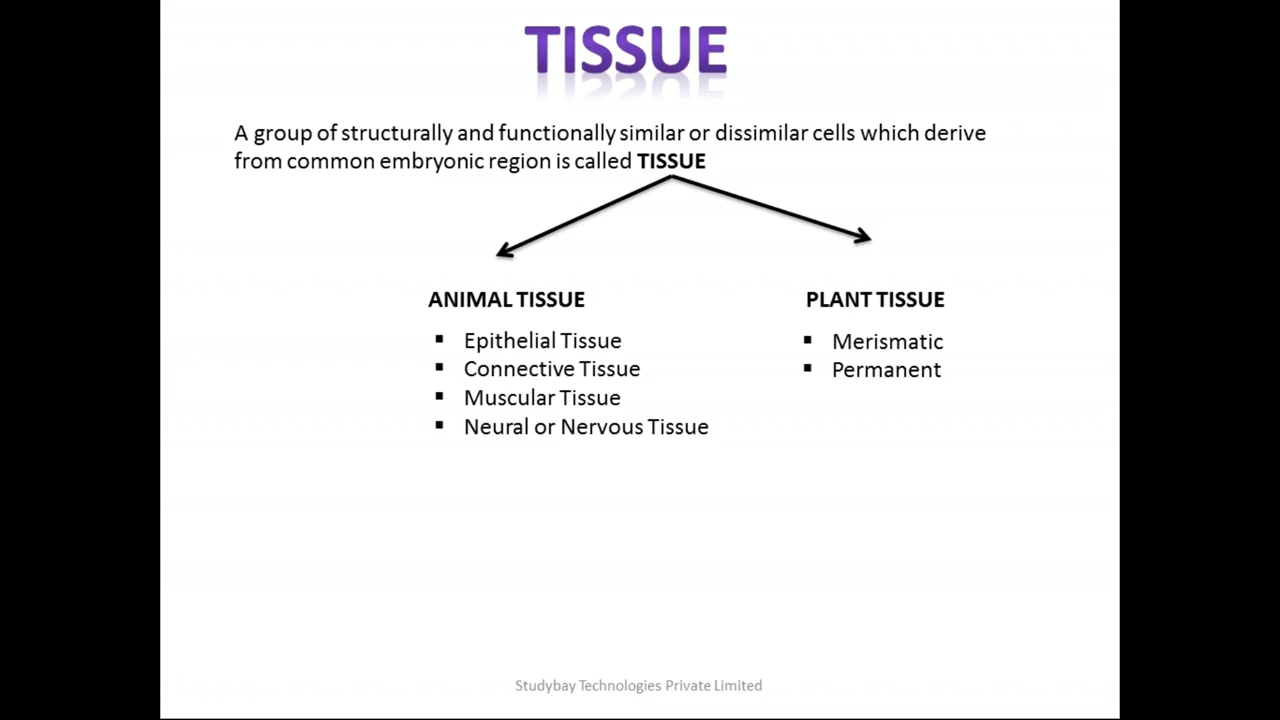 TISSUE
A group of structurally and functionally similar or dissimilar cells which derive
from common embryonic region is called TISSUE
ANIMAL TISSUE
▪ Epithelial Tissue
▪ Connective Tissue
▪ Muscular Tissue
▪ Neural or Nervous Tissue
PLANT TISSUE
▪ Merismatic
▪ Permanent
Studybay Technologies Private Limited